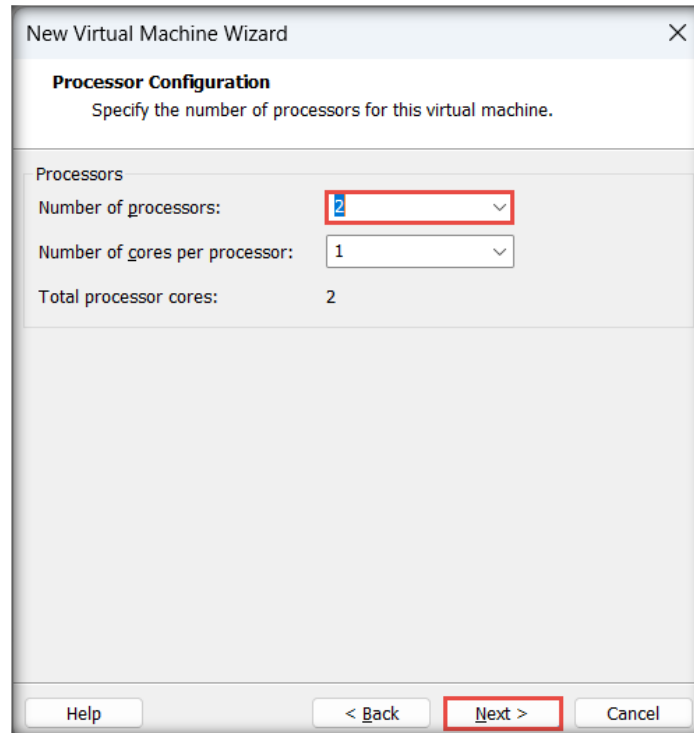 New Virtual Machine Wizard
Processor Configuration
Specify the number of processors for this virtual machine.
Processors
Number of processors: 2
Number of cores per processor: 1
Total processor cores: 2
Help < Back Next > Cancel